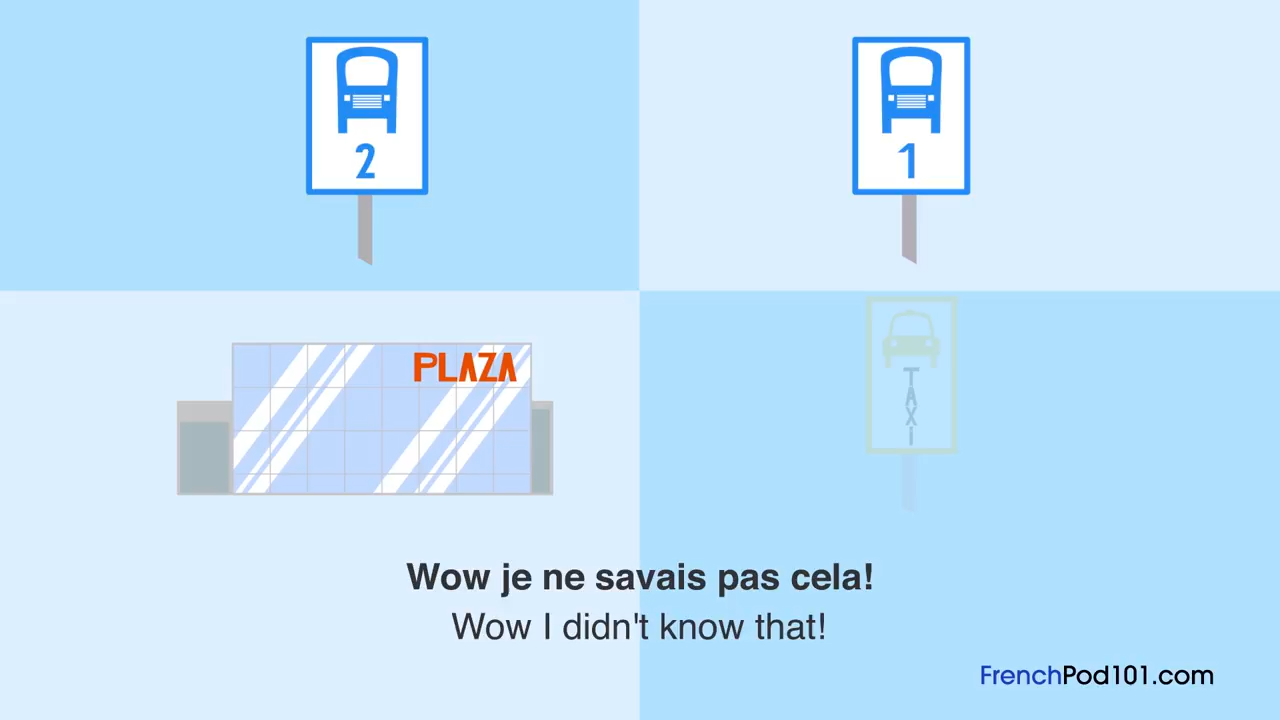 2
1
PLAZA
TAXI
Wow je ne savais pas cela!
Wow I didn't know that!
FrenchPod101.com